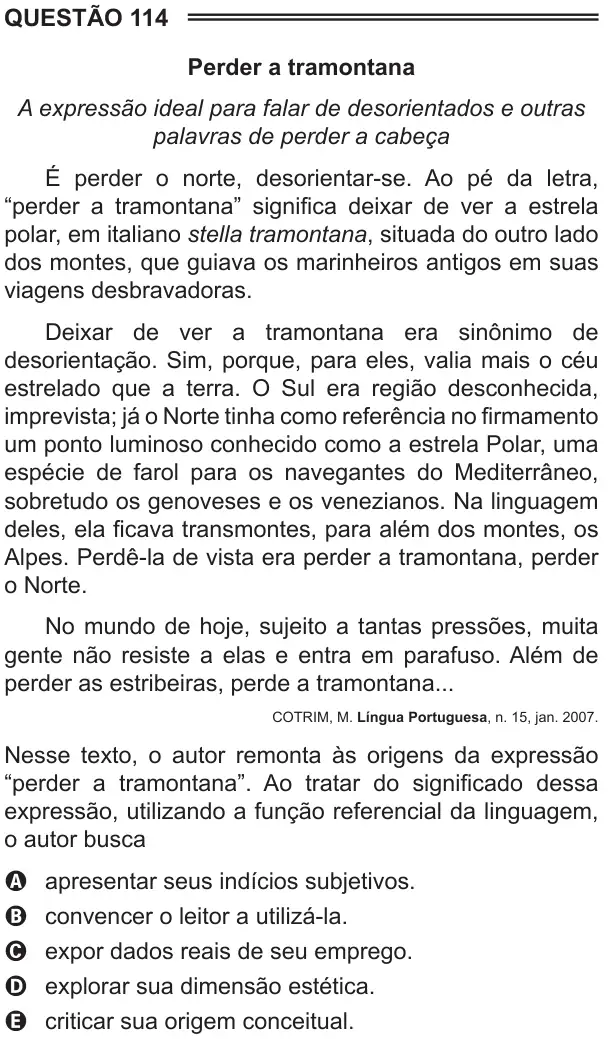 QUESTÃO 114
Perder a tramontana
A expressão ideal para falar de desorientados e outras
palavras de perder a cabeça
É perder o norte, desorientar-se. Ao pé da letra,
“perder a tramontana” significa deixar de ver a estrela
polar, em italiano stella tramontana, situada do outro lado
dos montes, que guiava os marinheiros antigos em suas
viagens desbravadoras.
Deixar de ver a tramontana era sinônimo de
desorientação. Sim, porque, para eles, valia mais o céu
estrelado que a terra. O Sul era região desconhecida,
imprevista; já o Norte tinha como referência no firmamento
um ponto luminoso conhecido como a estrela Polar, uma
espécie de farol para os navegantes do Mediterrâneo,
sobretudo os genoveses e os venezianos. Na linguagem
deles, ela ficava transmontes, para além dos montes, os
Alpes. Perdê-la de vista era perder a tramontana, perder
o Norte.
No mundo de hoje, sujeito a tantas pressões, muita
gente não resiste a elas e entra em parafuso. Além de
perder as estribeiras, perde a tramontana...
COTRIM, M. Língua Portuguesa, n. 15, jan. 2007.
Nesse texto, o autor remonta às origens da expressão
“perder a tramontana”. Ao tratar do significado dessa
expressão, utilizando a função referencial da linguagem,
o autor busca
A apresentar seus indícios subjetivos.
B convencer o leitor a utilizá-la.
C expor dados reais de seu emprego.
D explorar sua dimensão estética.
E criticar sua origem conceitual.